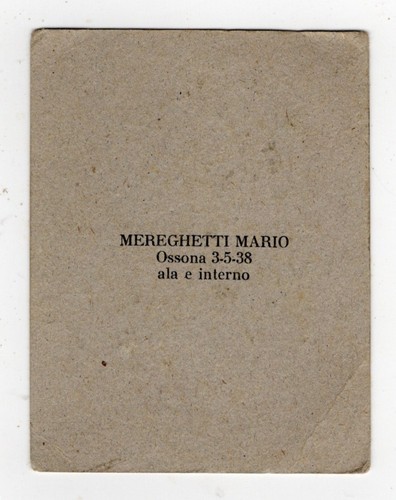 MEREGHETTI MARIO
Ossona 3-5-38
ala e interno